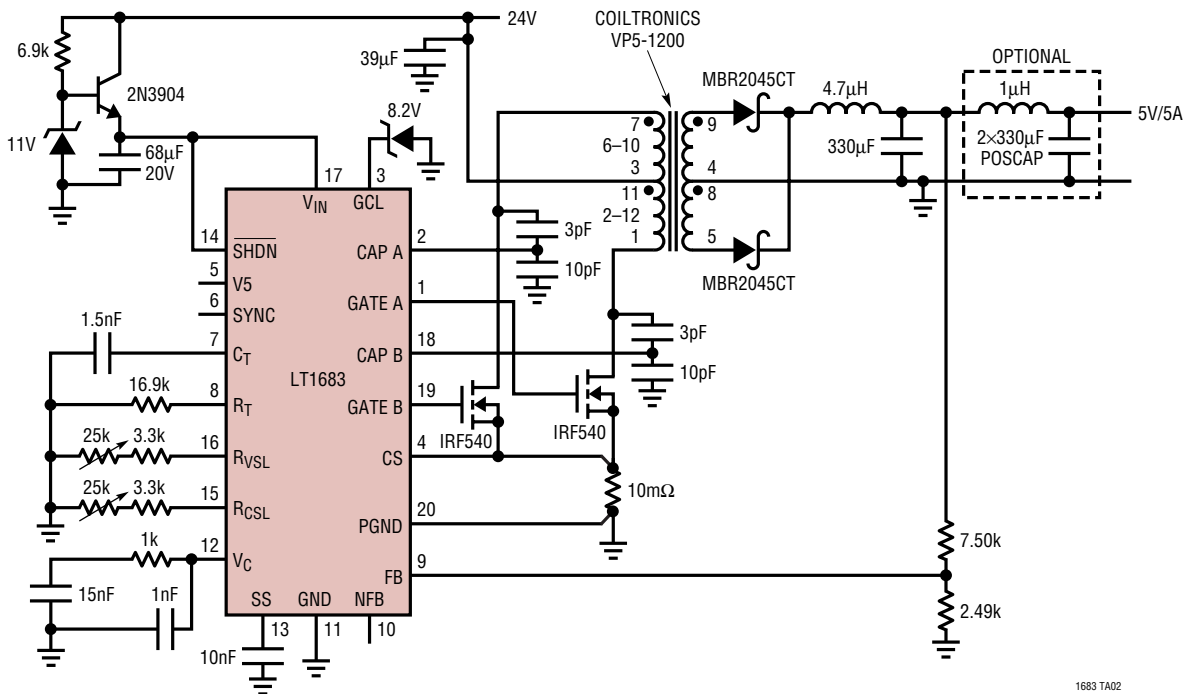 24V
COILTRONICS
VP5-1200
6.9k
39µF
2N3904
MBR2045CT
OPTIONAL
4.7µH
1µH
5V/5A
11V
68µF
20V
8.2V
330µF
2×330µF
POSCAP
7
6–10
3
11
2–12
1
9
4
8
5
MBR2045CT
17
3
VIN
GCL
14
SHDN
CAP A
2
3pF
10pF
5
V5
6
SYNC
GATE A
1
1.5nF
7
CT
CAP B
18
3pF
10pF
LT1683
16.9k
8
RT
GATE B
19
IRF540
IRF540
25k
3.3k
16
RVSL
CS
4
10mΩ
25k
3.3k
15
RCSL
PGND
20
1k
12
VC
FB
9
7.50k
2.49k
15nF
1nF
SS
GND
NFB
13
11
10
10nF
1683 TA02